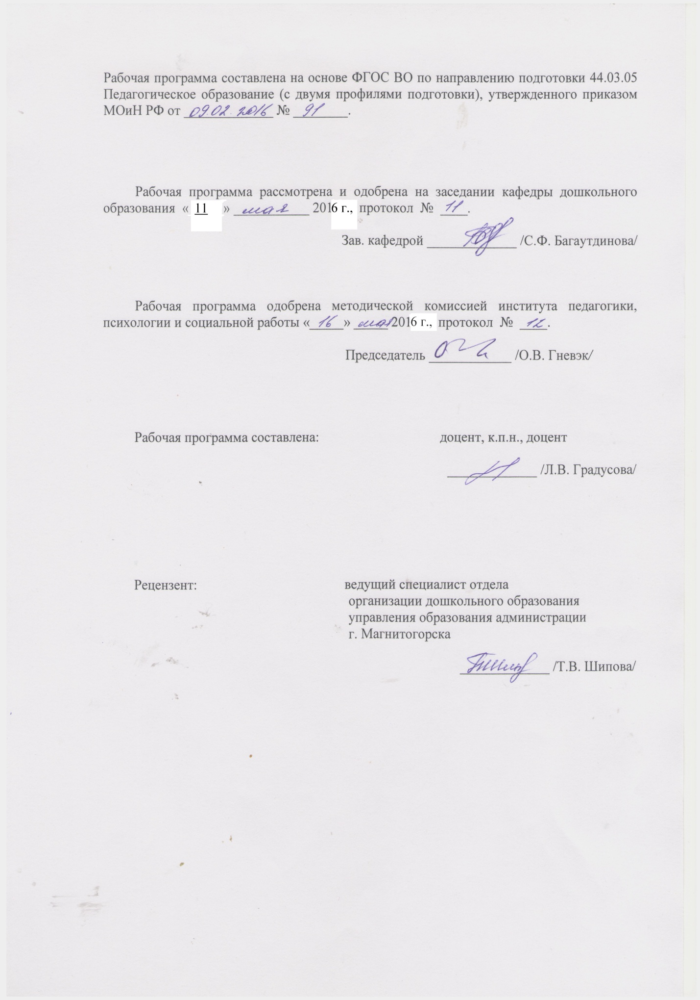 Рабочая программа составлена на основе ФГОС ВО по направлению подготовки 44.03.05
Педагогическое образование (с двумя профилями подготовки), утвержденного приказом
МОиН РФ от 09.02.2016 № 91.
Рабочая программа рассмотрена и одобрена на заседании кафедры дошкольного
образования « 11 » мая 2016 г., протокол № 11.
Зав. кафедрой /С.Ф. Багаутдинова/
Рабочая программа одобрена методической комиссией института педагогики,
психологии и социальной работы « 16 » мая 2016 г., протокол № 12.
Председатель /О.В. Гневэк/
Рабочая программа составлена: доцент, к.п.н., доцент
/Л.В. Градусова/
Рецензент: ведущий специалист отдела
организации дошкольного образования
управления образования администрации
г. Магнитогорска
/Т.В. Шипова/